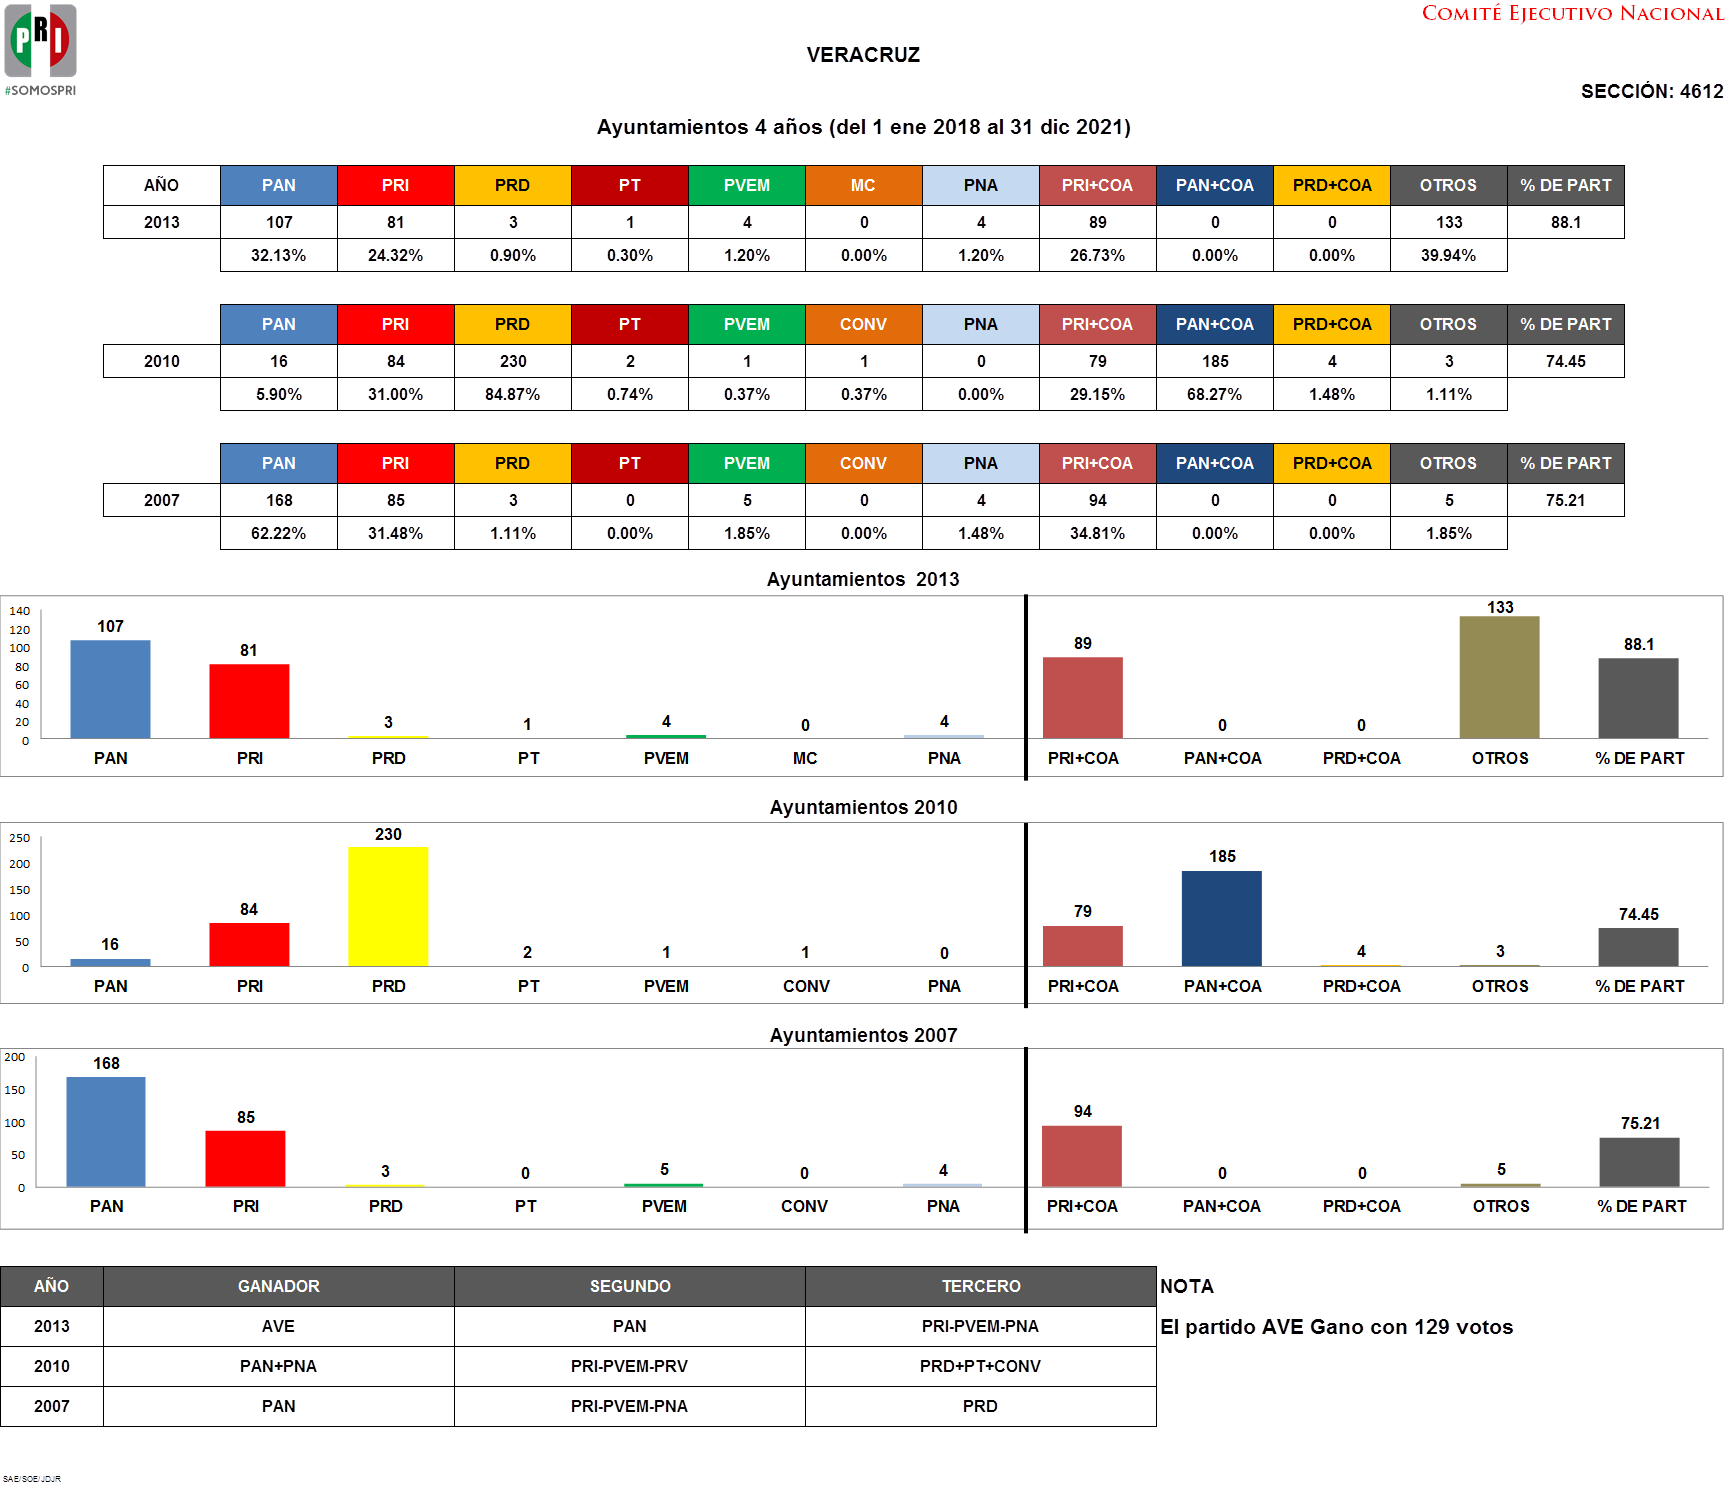 PRI
#SOMOSPRI
COMITÉ EJECUTIVO NACIONAL
VERACRUZ
SECCIÓN: 4612
Ayuntamientos 4 años (del 1 ene 2018 al 31 dic 2021)
AÑO PAN PRI PRD PT PVEM MC PNA PRI+COA PAN+COA PRD+COA OTROS % DE PART
2013 107 81 3 1 4 0 4 89 0 0 133 88.1
32.13% 24.32% 0.90% 0.30% 1.20% 0.00% 1.20% 26.73% 0.00% 0.00% 39.94%
PAN PRI PRD PT PVEM CONV PNA PRI+COA PAN+COA PRD+COA OTROS % DE PART
2010 16 84 230 2 1 1 0 79 185 4 3 74.45
5.90% 31.00% 84.87% 0.74% 0.37% 0.37% 0.00% 29.15% 68.27% 1.48% 1.11%
PAN PRI PRD PT PVEM CONV PNA PRI+COA PAN+COA PRD+COA OTROS % DE PART
2007 168 85 3 0 5 0 4 94 0 0 5 75.21
62.22% 31.48% 1.11% 0.00% 1.85% 0.00% 1.48% 34.81% 0.00% 0.00% 1.85%
Ayuntamientos 2013
140
120
100
80
60
40
20
0
107 81 3 1 4 0 4 89 0 0 133 88.1
PAN PRI PRD PT PVEM MC PNA PRI+COA PAN+COA PRD+COA OTROS % DE PART
Ayuntamientos 2010
250
200
150
100
50
0
16 84 230 2 1 1 0 79 185 4 3 74.45
PAN PRI PRD PT PVEM CONV PNA PRI+COA PAN+COA PRD+COA OTROS % DE PART
Ayuntamientos 2007
200
150
100
50
0
168 85 3 0 5 0 4 94 0 0 5 75.21
PAN PRI PRD PT PVEM CONV PNA PRI+COA PAN+COA PRD+COA OTROS % DE PART
AÑO GANADOR SEGUNDO TERCERO NOTA
2013 AVE PAN PRI-PVEM-PNA El partido AVE Gano con 129 votos
2010 PAN+PNA PRI-PVEM-PRV PRD+PT+CONV
2007 PAN PRI-PVEM-PNA PRD
SAE/SOE/JDJR